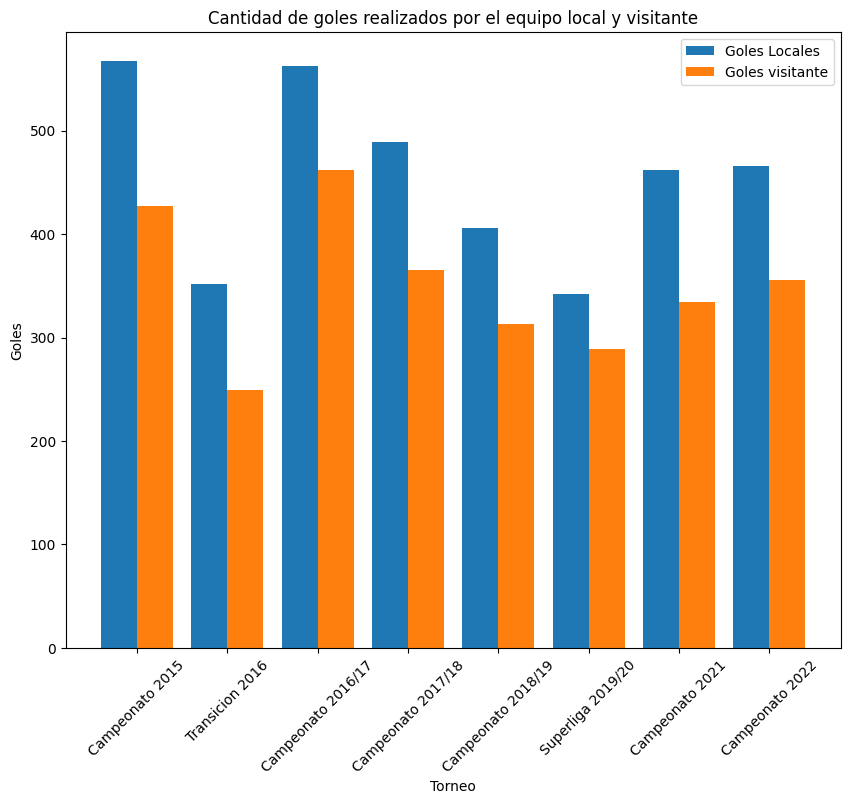 Cantidad de goles realizados por el equipo local y visitante
Goles Locales
Goles visitante
Goles
500
400
300
200
100
0
Campeonato 2015
Transicion 2016
Campeonato 2016/17
Campeonato 2017/18
Campeonato 2018/19
Superliga 2019/20
Campeonato 2021
Campeonato 2022
Torneo